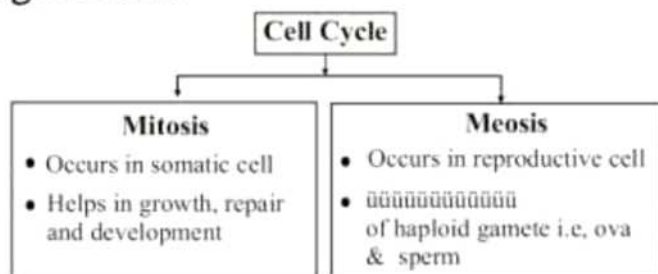 Cell Cycle
Mitosis
• Occurs in somatic cell
• Helps in growth, repair
and development
Meosis
• Occurs in reproductive cell
• üüüüüüüüüüüü
of haploid gamete i.e, ova
& sperm